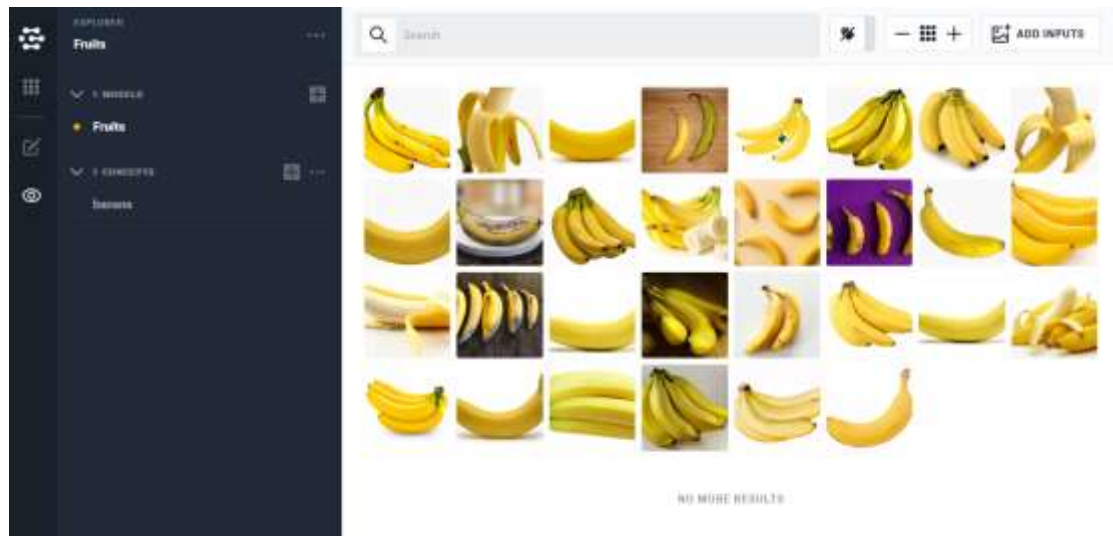 EXPLORER
Fruits
1 MODELS
Fruits
1 CONCEPTS
banana
Search
ADD INPUTS
NO MORE RESULTS